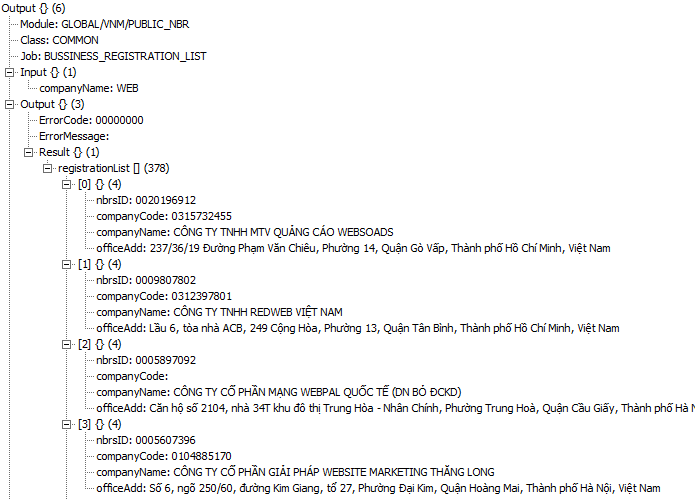 Output {} (6)
Module: GLOBAL/VNM/PUBLIC_NBR
Class: COMMON
Job: BUSSINESS_REGISTRATION_LIST
Input {} (1)
companyName: WEB
Output {} (3)
ErrorCode: 00000000
ErrorMessage:
Result {} (1)
registrationList [] (378)
[0] {} (4)
nbrsID: 0020196912
companyCode: 0315732455
companyName: CÔNG TY TNHH MTV QUẢNG CÁO WEBSOADS
officeAdd: 237/36/19 Đường Phạm Văn Chiêu, Phường 14, Quận Gò Vấp, Thành phố Hồ Chí Minh, Việt Nam
[1] {} (4)
nbrsID: 0009807802
companyCode: 0312397801
companyName: CÔNG TY TNHH REDWEB VIỆT NAM
officeAdd: Lầu 6, tòa nhà ACB, 249 Cộng Hòa, Phường 13, Quận Tân Bình, Thành phố Hồ Chí Minh, Việt Nam
[2] {} (4)
nbrsID: 0005897092
companyCode:
companyName: CÔNG TY CỔ PHẦN MẠNG WEBPAL QUỐC TẾ (DN BỎ ĐCKD)
officeAdd: Căn hộ số 2104, nhà 34T khu đô thị Trung Hòa - Nhân Chính, Phường Trung Hoà, Quận Cầu Giấy, Thành phố Hà N
[3] {} (4)
nbrsID: 0005607396
companyCode: 0104885170
companyName: CÔNG TY CỔ PHẦN GIẢI PHÁP WEBSITE MARKETING THĂNG LONG
officeAdd: Số 6, ngõ 250/60, đường Kim Giang, tổ 27, Phường Đại Kim, Quận Hoàng Mai, Thành phố Hà Nội, Việt Nam